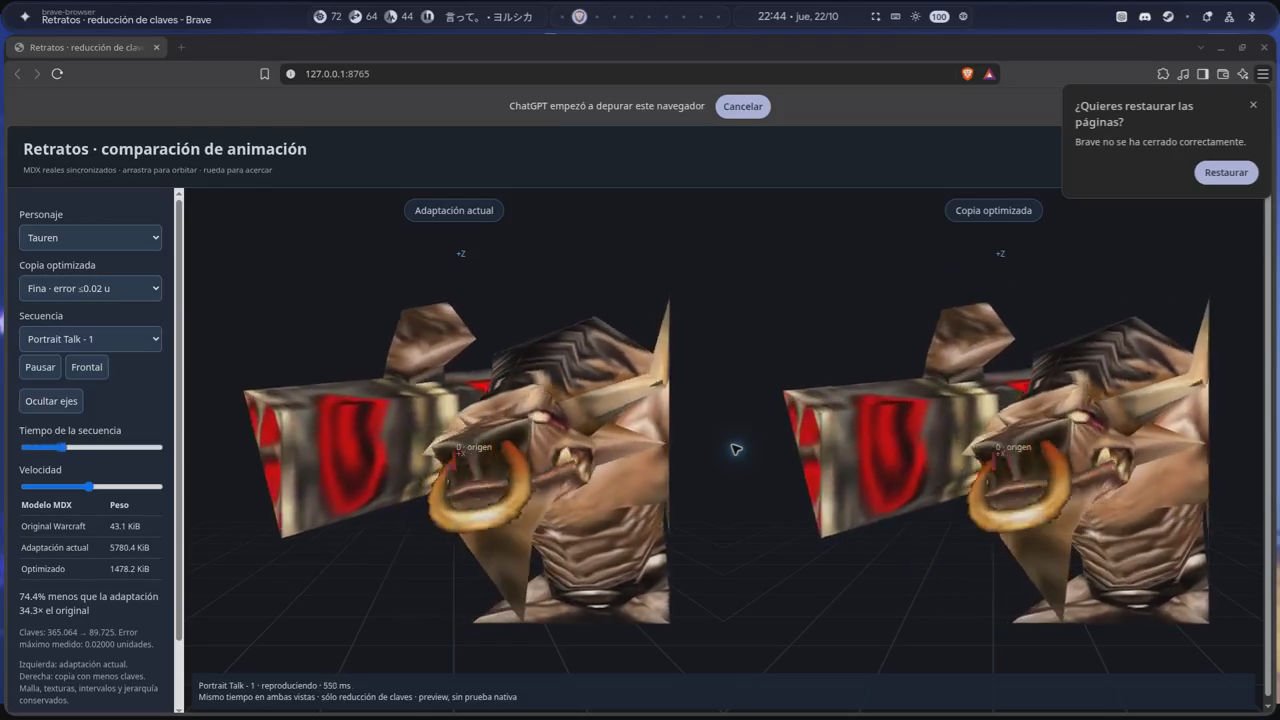 brave-browser
Retratos · reducción de claves - Brave
72
64
44
言って。• ヨルシカ
22:44 • jue, 22/10
100
Retratos · reducción de clav
127.0.0.1:8765
ChatGPT empezó a depurar este navegador
Cancelar
¿Quieres restaurar las
páginas?
Brave no se ha cerrado correctamente.
Restaurar
Retratos · comparación de animación
MDX reales sincronizados · arrastra para orbitar · rueda para acercar
Personaje
Tauren
Copia optimizada
Fina · error ≤0.02 u
Secuencia
Portrait Talk - 1
Pausar
Frontal
Ocultar ejes
Tiempo de la secuencia
Velocidad
Modelo MDX Peso
Original Warcraft 43.1 KiB
Adaptación actual 5780.4 KiB
Optimizado 1478.2 KiB
74.4% menos que la adaptación
34.3× el original
Claves: 365.064 → 89.725. Error
máximo medido: 0.02000 unidades.
Izquierda: adaptación actual.
Derecha: copia con menos claves.
Malla, texturas, intervalos y jerarquía
conservados.
Adaptación actual
+Z
0 · origen
+X
Copia optimizada
+Z
0 · origen
+X
Portrait Talk - 1 · reproduciendo · 550 ms
Mismo tiempo en ambas vistas · sólo reducción de claves · preview, sin prueba nativa